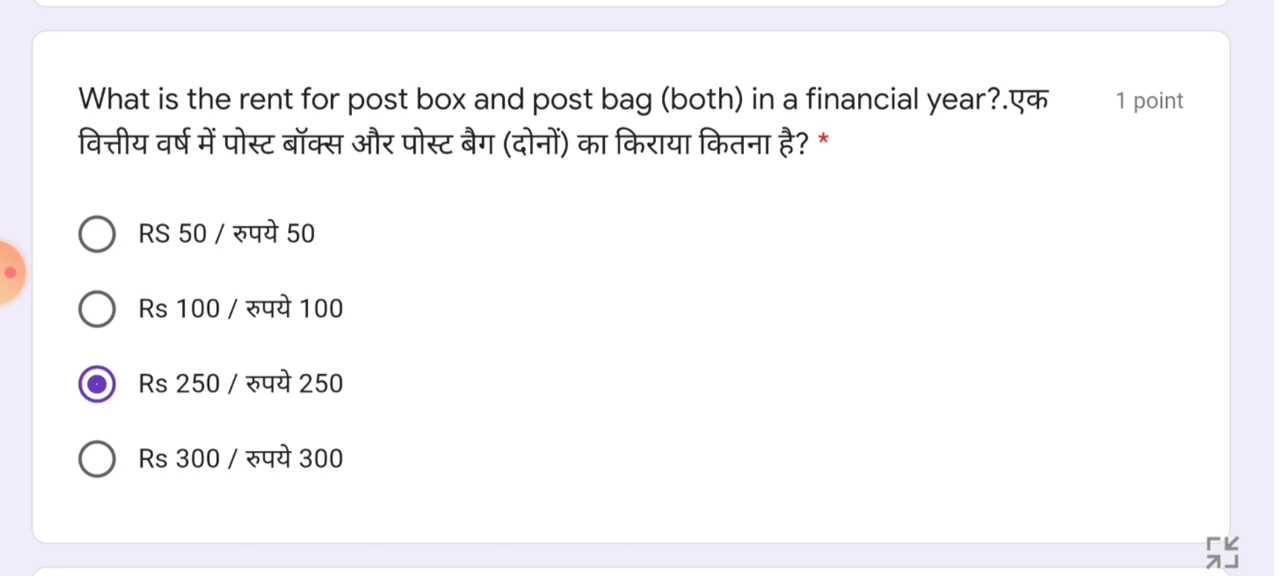 What is the rent for post box and post bag (both) in a financial year?.एक
1 point
वित्तीय वर्ष में पोस्ट बॉक्स और पोस्ट बैग (दोनों) का किराया कितना है? *
RS 50 / रुपये 50
Rs 100 / रुपये 100
Rs 250 / रुपये 250
Rs 300 / रुपये 300